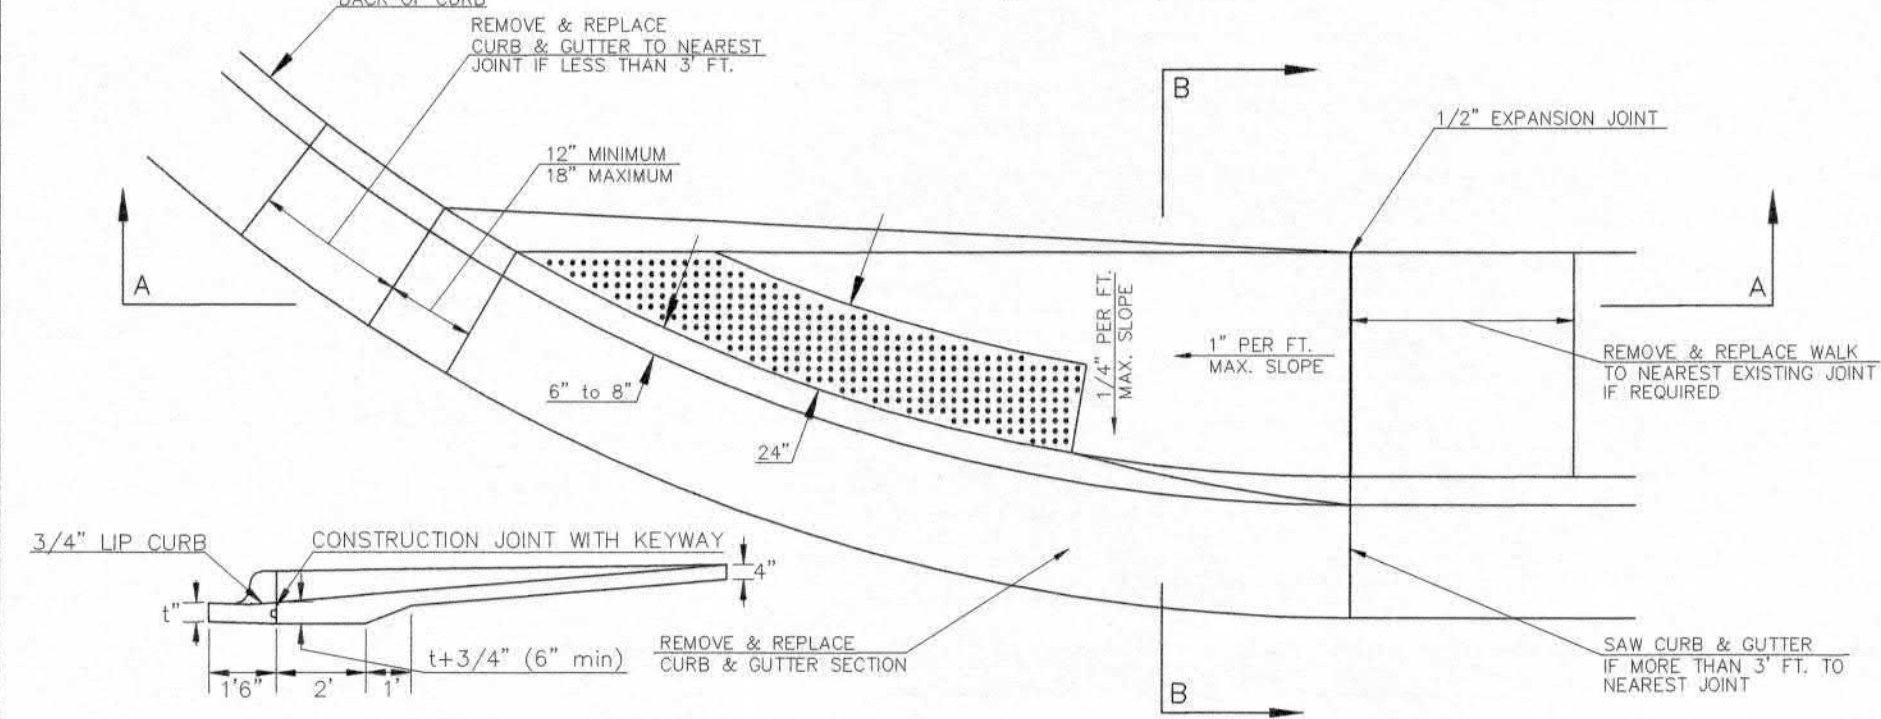 BACK OF CURB
REMOVE & REPLACE
CURB & GUTTER TO NEAREST
JOINT IF LESS THAN 3' FT.
12" MINIMUM
18" MAXIMUM
B
1/2" EXPANSION JOINT
A
A
1/4" PER FT.
MAX. SLOPE
1" PER FT.
MAX. SLOPE
REMOVE & REPLACE WALK
TO NEAREST EXISTING JOINT
IF REQUIRED
6" to 8"
24"
3/4" LIP CURB
CONSTRUCTION JOINT WITH KEYWAY
4"
t"
t+3/4" (6" min)
1'6"
2'
1'
REMOVE & REPLACE
CURB & GUTTER SECTION
B
SAW CURB & GUTTER
IF MORE THAN 3' FT. TO
NEAREST JOINT